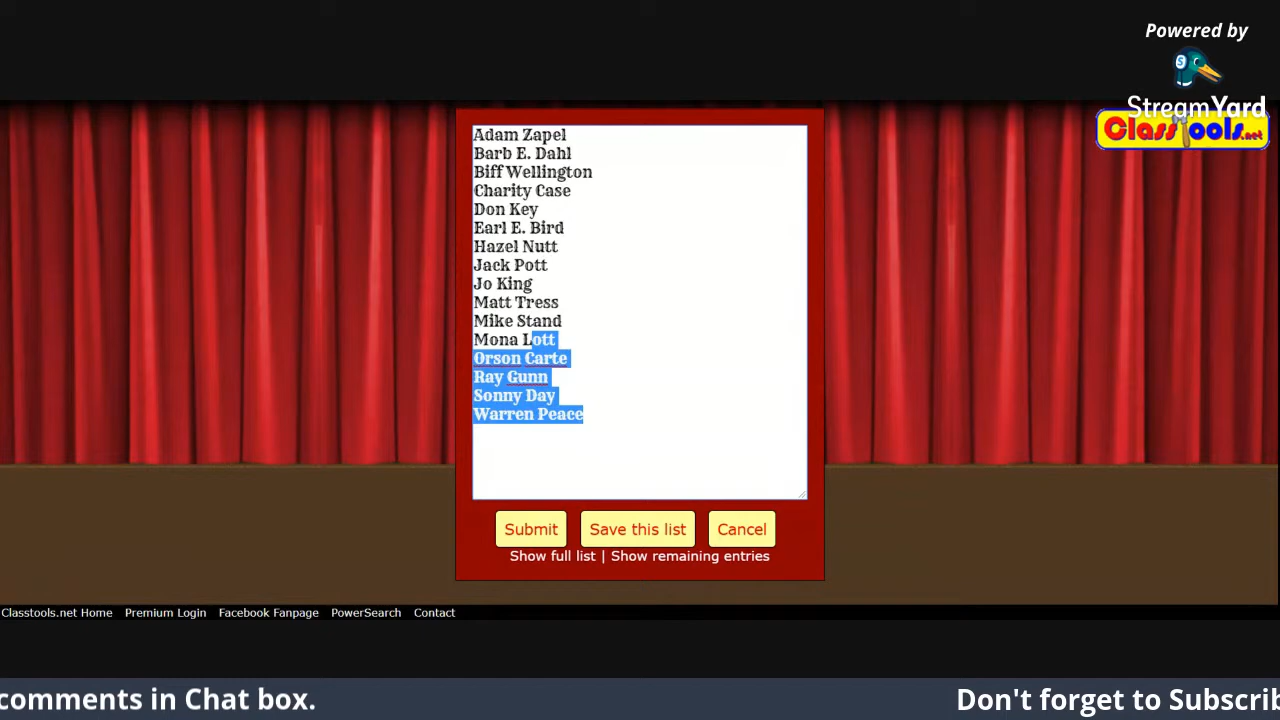 Powered by
StreamYard
ClassTools.net
Adam Zapel
Barb E. Dahl
Biff Wellington
Charity Case
Don Key
Earl E. Bird
Hazel Nutt
Jack Pott
Jo King
Matt Tress
Mike Stand
Mona Lott
Orson Carte
Ray Gunn
Sonny Day
Warren Peace
Submit Save this list Cancel
Show full list | Show remaining entries
Classtools.net Home Premium Login Facebook Fanpage PowerSearch Contact
comments in Chat box. Don't forget to Subscrib